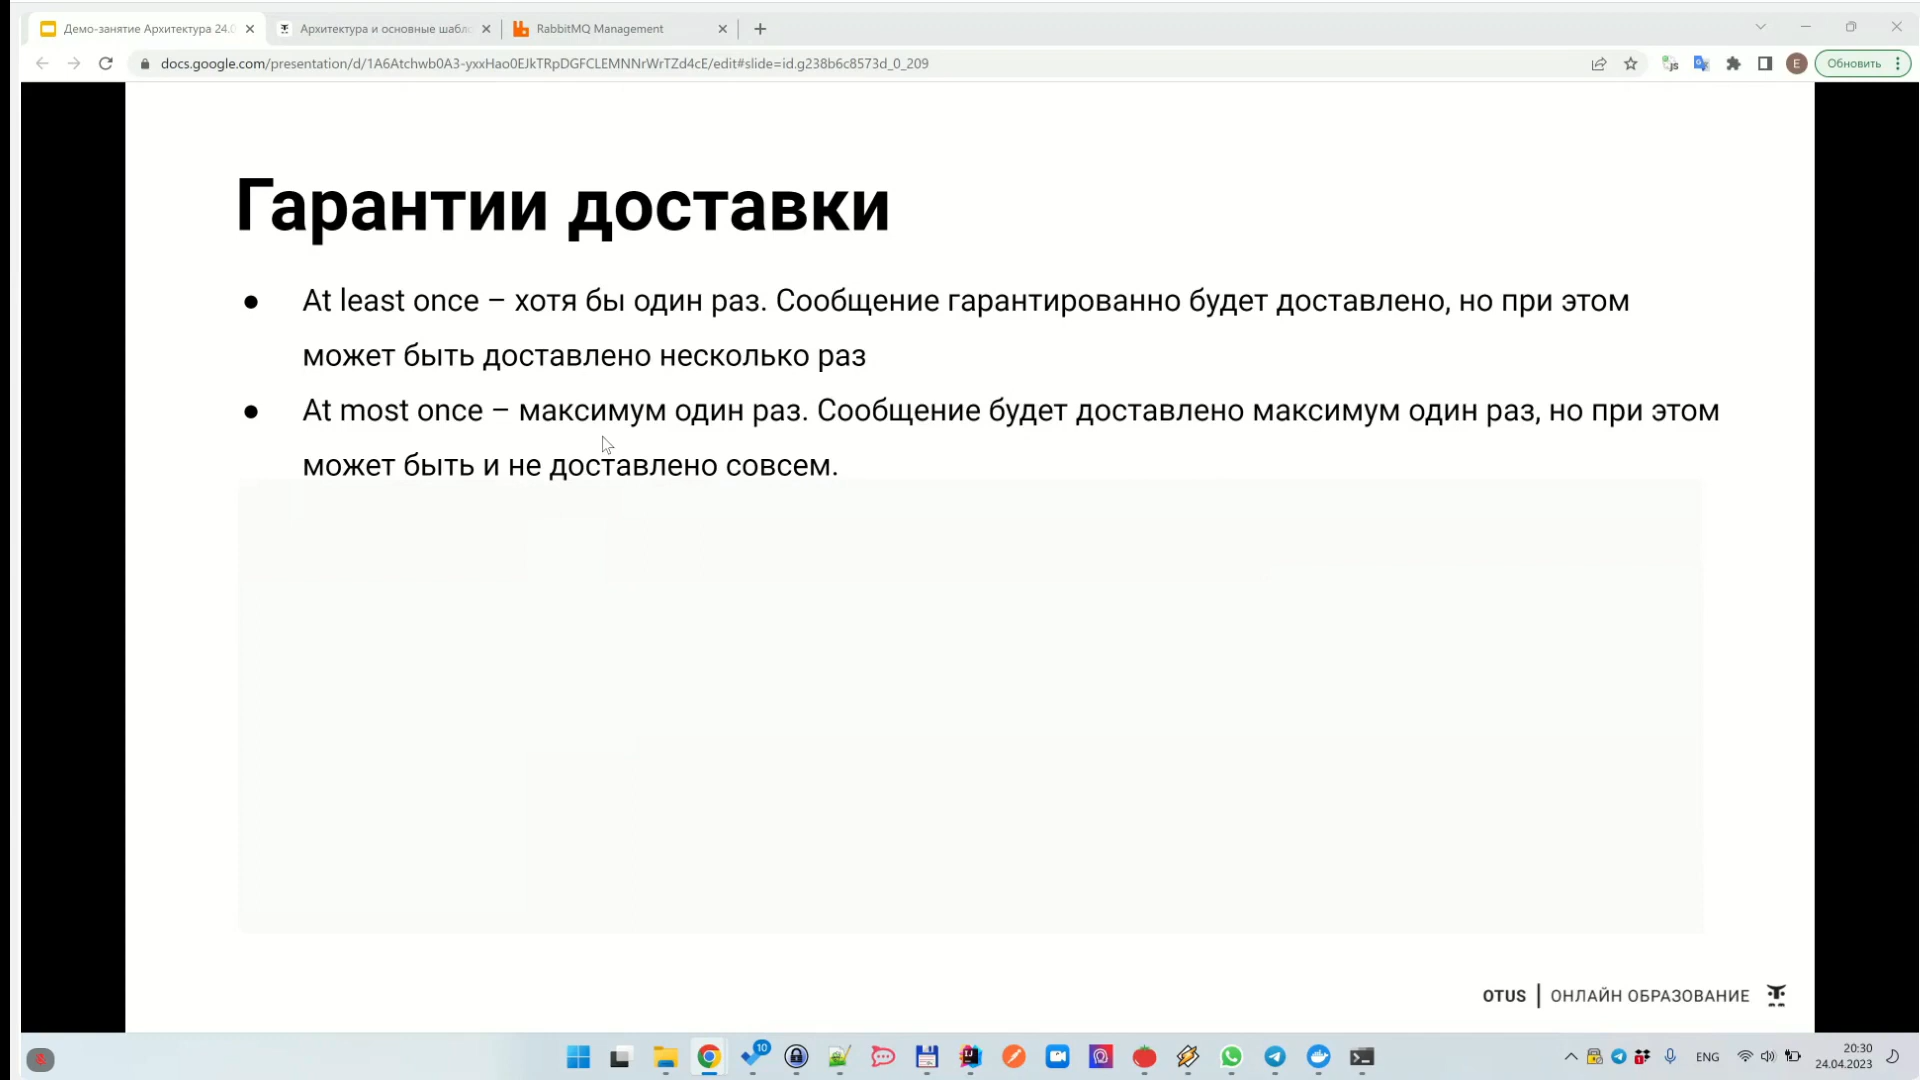 Демо-занятие Архитектура 24.0
Архитектура и основные шабло
RabbitMQ Management
docs.google.com/presentation/d/1A6Atchwb0A3-yxxHao0EJkTRpDGFCLEMNNrWrTZd4cE/edit#slide=id.g238b6c8573d_0_209
E
Обновить
Гарантии доставки
● At least once – хотя бы один раз. Сообщение гарантированно будет доставлено, но при этом
может быть доставлено несколько раз
● At most once – максимум один раз. Сообщение будет доставлено максимум один раз, но при этом
может быть и не доставлено совсем.
OTUS | ОНЛАЙН ОБРАЗОВАНИЕ
10
ENG
20:30
24.04.2023